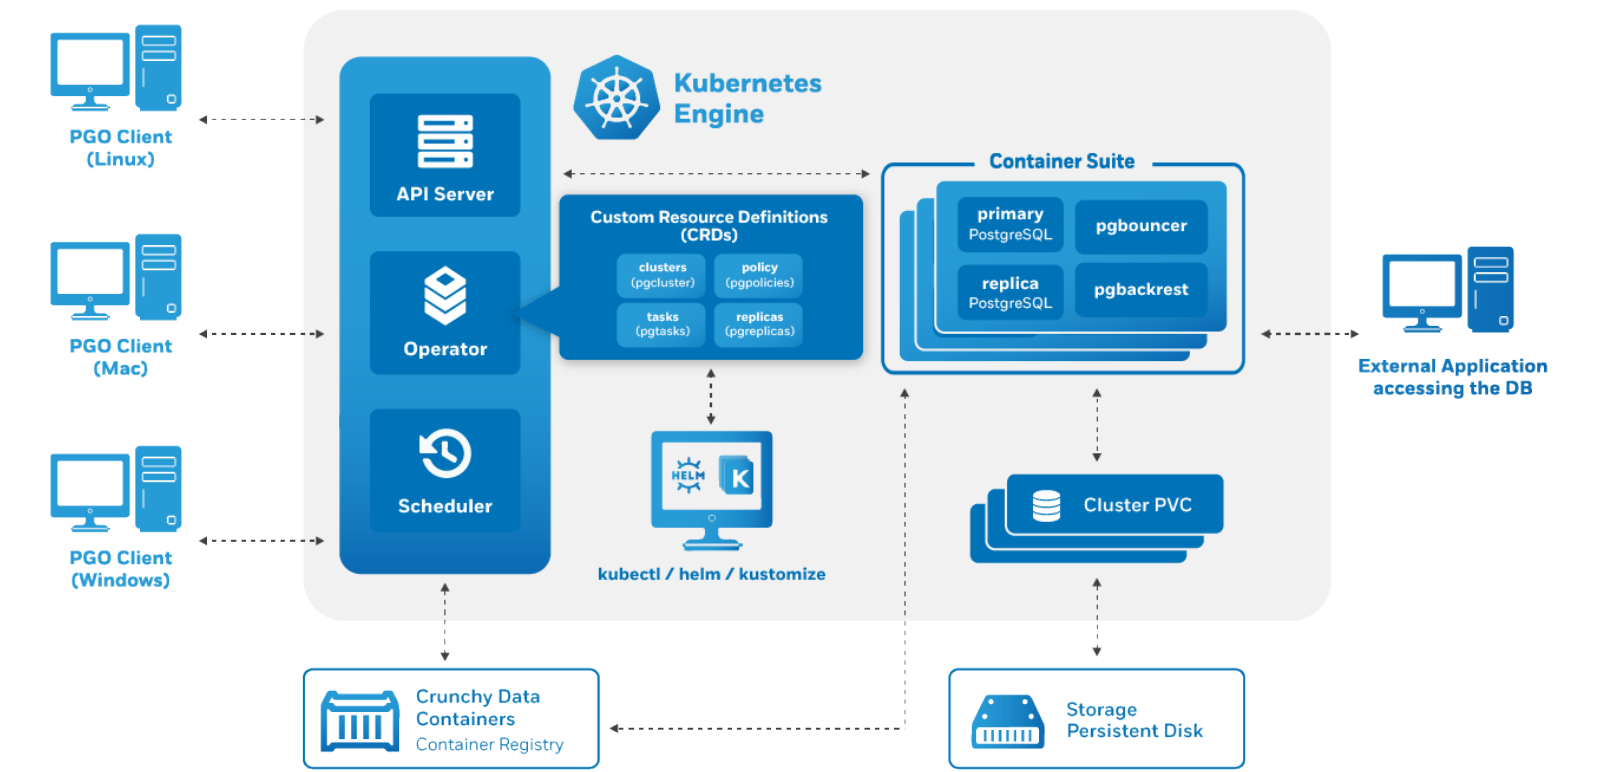 PGO Client
(Linux)
PGO Client
(Mac)
PGO Client
(Windows)
API Server
Operator
Scheduler
Kubernetes
Engine
Custom Resource Definitions
(CRDs)
clusters
(pgcluster)
policy
(pgpolicies)
tasks
(pgtasks)
replicas
(pgreplicas)
HELM
K
kubectl / helm / kustomize
Container Suite
primary
PostgreSQL
pgbouncer
replica
PostgreSQL
pgbackrest
Cluster PVC
External Application
accessing the DB
Crunchy Data
Containers
Container Registry
Storage
Persistent Disk